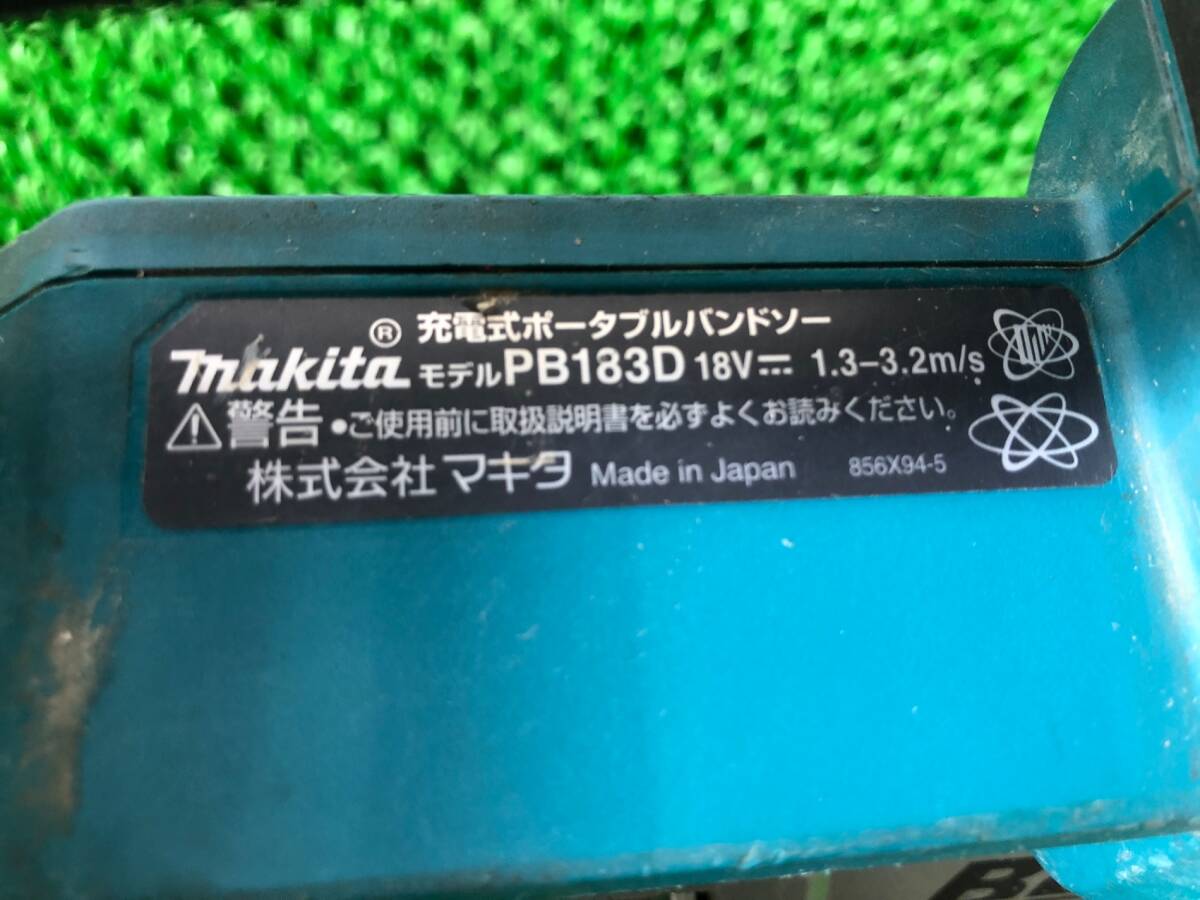 充電式ポータブルバンドソー
makita® モデルPB183D 18V⎓ 1.3-3.2m/s
⚠警告 •ご使用前に取扱説明書を必ずよくお読みください。
株式会社マキタ Made in Japan 856X94-5